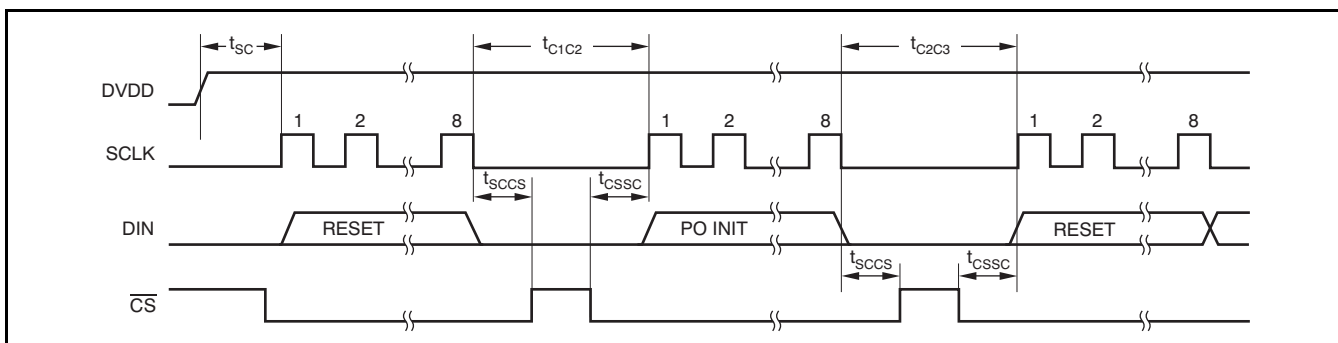 tSC tC1C2 tC2C3
DVDD
1 2 8 1 2 8 1 2 8
SCLK
tSCCS tCSSC
DIN RESET PO INIT RESET
tSCCS tCSSC
CS